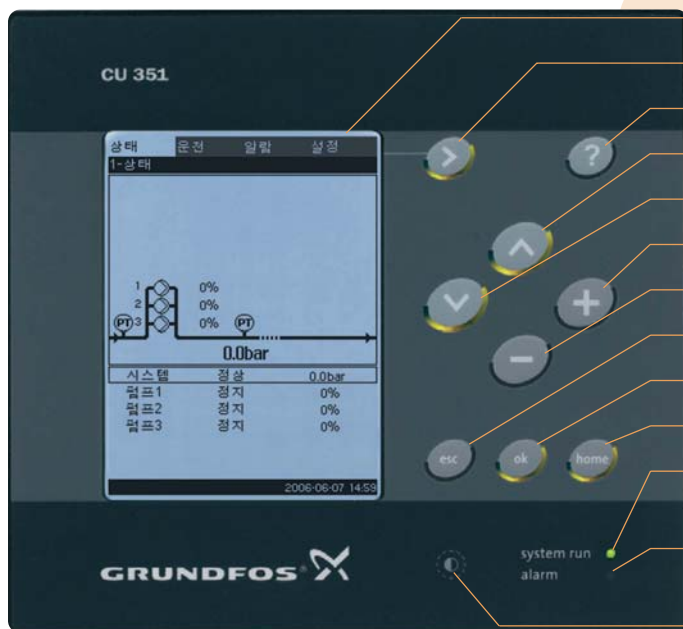 CU 351
상태 운전 알람 설정
1-상태
>
?
1 0%
2 0%
PT 3 0% PT
0.0bar
시스템 정상 0.0bar
펌프1 정지 0%
펌프2 정지 0%
펌프3 정지 0%
2006-06-07 14:59
+
−
esc ok home
GRUNDFOS
system run
alarm